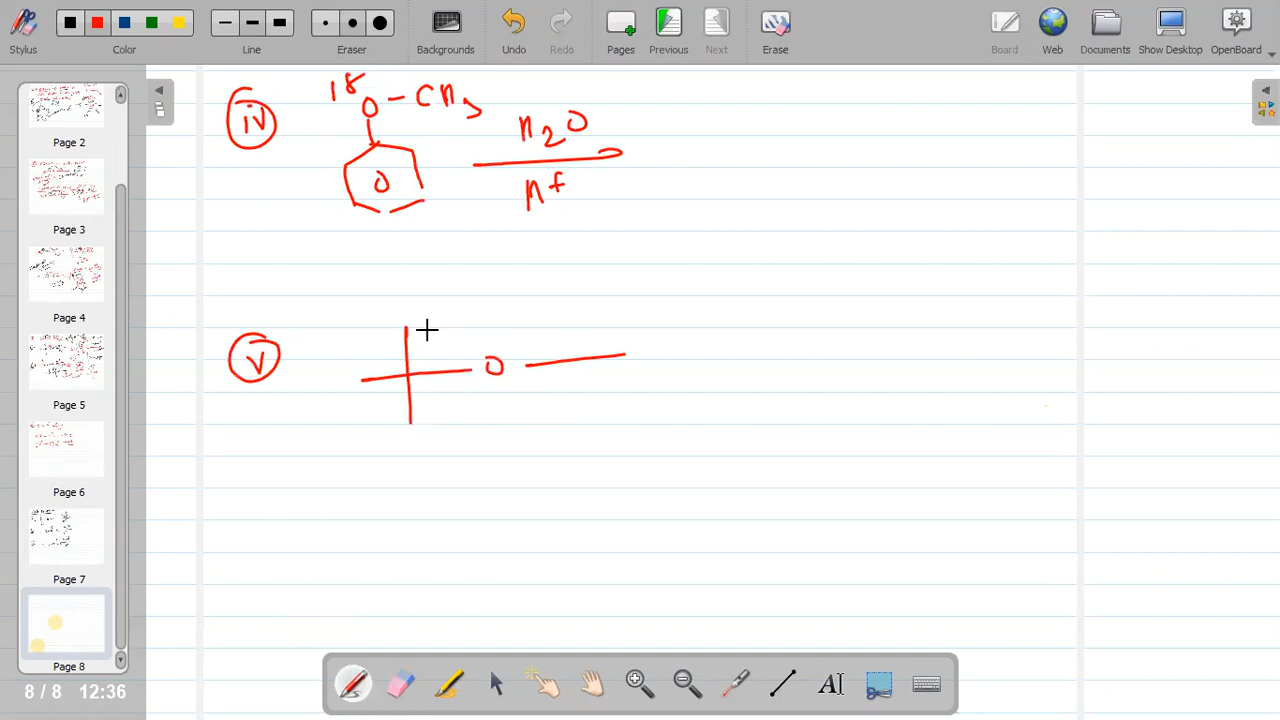 Stylus
Color
Line
Eraser
Backgrounds
Undo
Redo
Pages
Previous
Next
Erase
Board
Web
Documents
Show Desktop
OpenBoard
Page 2
Page 3
Page 4
Page 5
Page 6
Page 7
Page 8
8 / 8 12:36
iv
18
O - CH3
H2O
H+
O
v
O